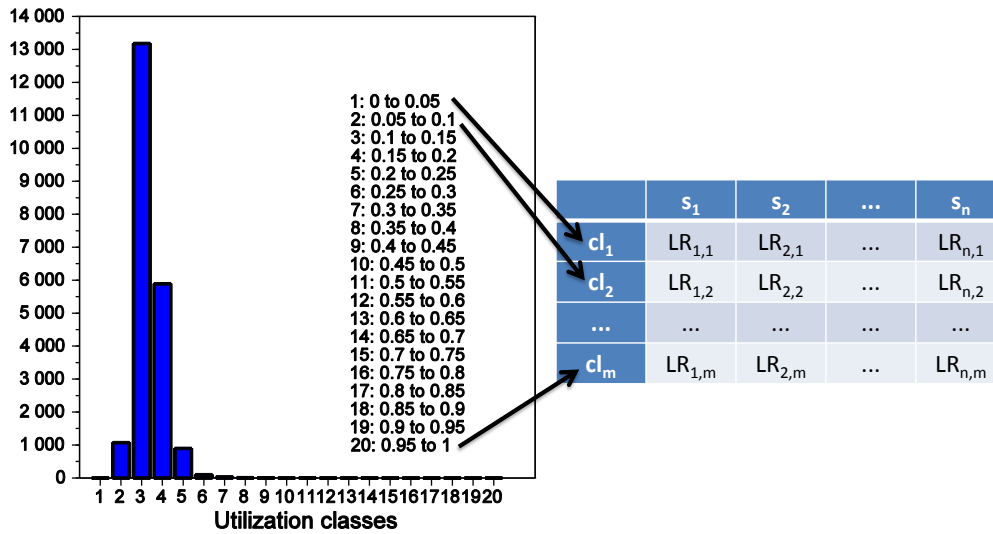 14 000
13 000
12 000
11 000
10 000
9 000
8 000
7 000
6 000
5 000
4 000
3 000
2 000
1 000
0
1 2 3 4 5 6 7 8 9 10 11 12 13 14 15 16 17 18 19 20
Utilization classes
1: 0 to 0.05
2: 0.05 to 0.1
3: 0.1 to 0.15
4: 0.15 to 0.2
5: 0.2 to 0.25
6: 0.25 to 0.3
7: 0.3 to 0.35
8: 0.35 to 0.4
9: 0.4 to 0.45
10: 0.45 to 0.5
11: 0.5 to 0.55
12: 0.55 to 0.6
13: 0.6 to 0.65
14: 0.65 to 0.7
15: 0.7 to 0.75
16: 0.75 to 0.8
17: 0.8 to 0.85
18: 0.85 to 0.9
19: 0.9 to 0.95
20: 0.95 to 1
s1 s2 ... sn
cl1 LR1,1 LR2,1 ... LRn,1
cl2 LR1,2 LR2,2 ... LRn,2
... ... ... ... ...
clm LR1,m LR2,m ... LRn,m